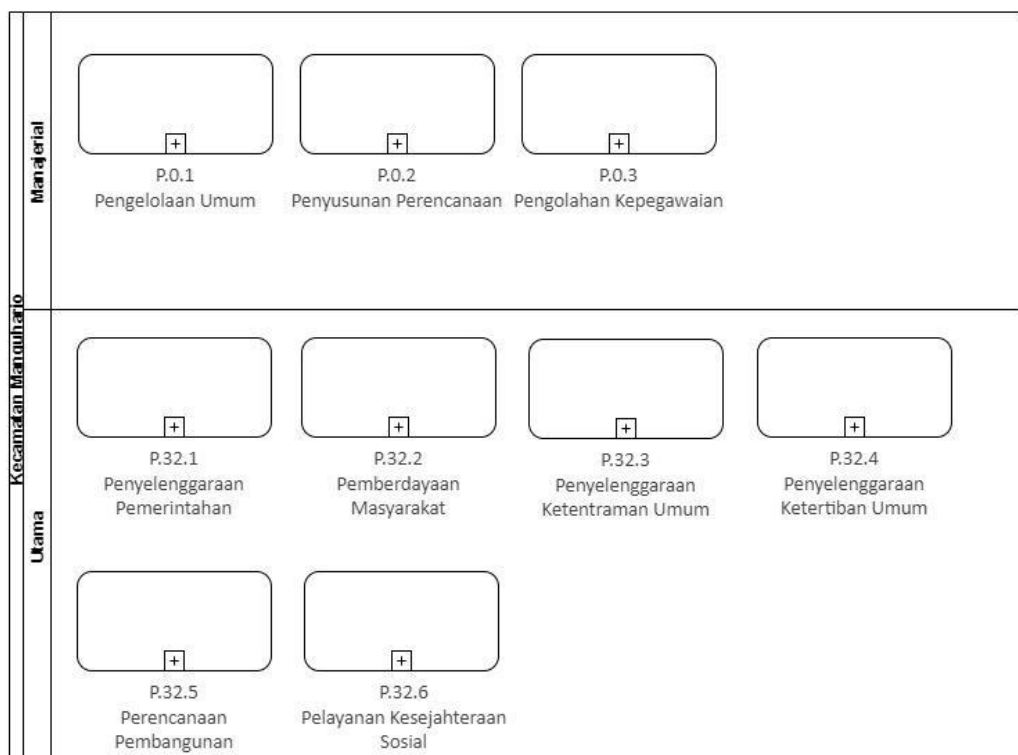 Kecamatan Manguharjo
Manajerial
P.0.1
Pengelolaan Umum
P.0.2
Penyusunan Perencanaan
P.0.3
Pengolahan Kepegawaian
Utama
P.32.1
Penyelenggaraan
Pemerintahan
P.32.2
Pemberdayaan
Masyarakat
P.32.3
Penyelenggaraan
Ketentraman Umum
P.32.4
Penyelenggaraan
Ketertiban Umum
P.32.5
Perencanaan
Pembangunan
P.32.6
Pelayanan Kesejahteraan
Sosial